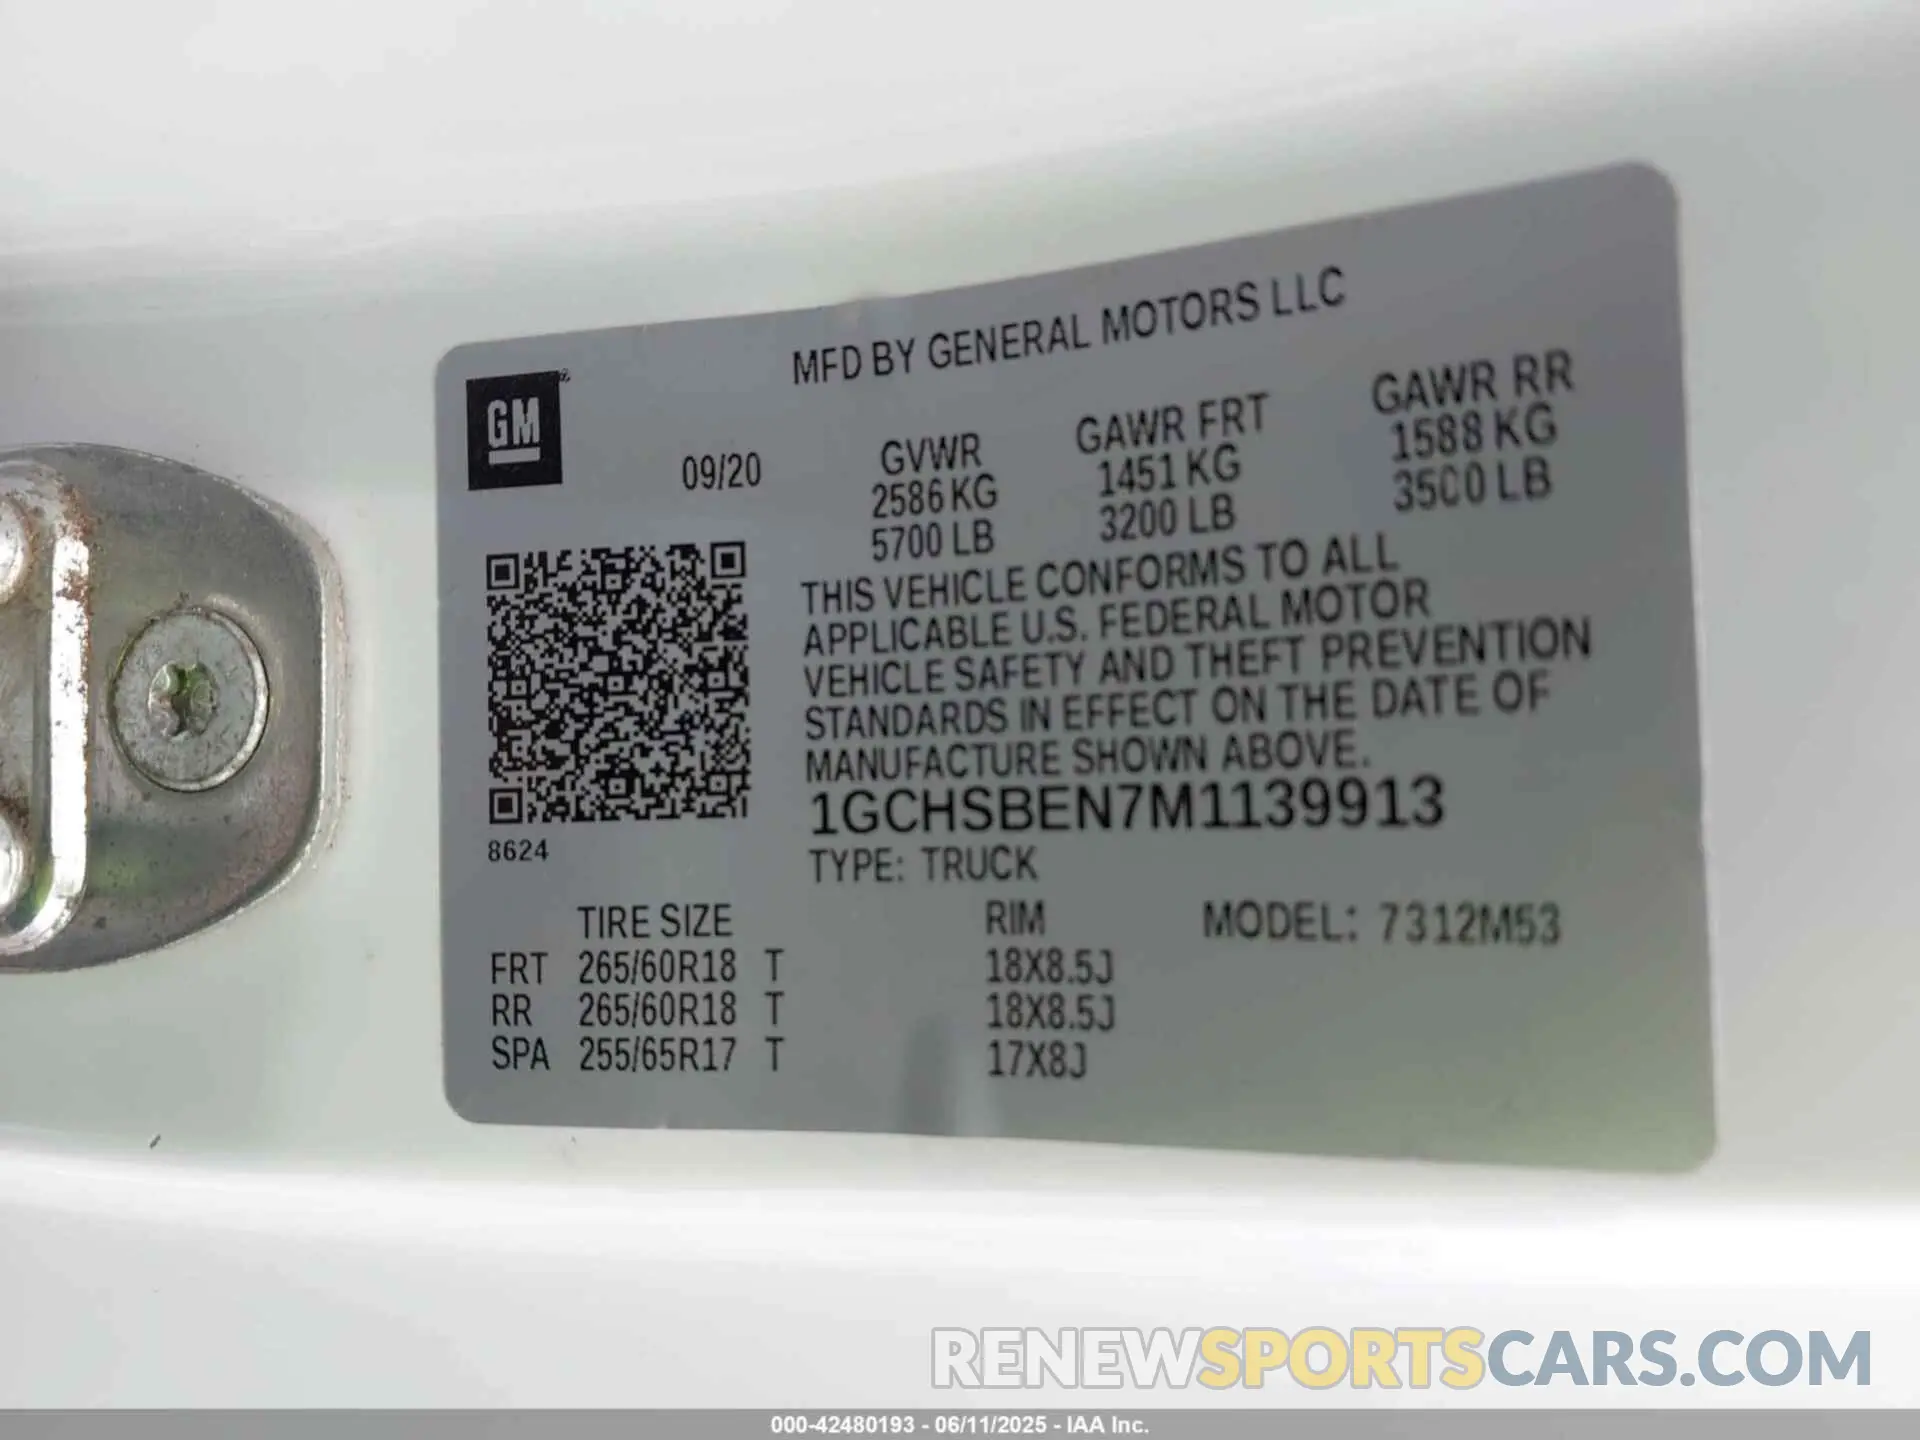 MFD BY GENERAL MOTORS LLC
GM®
09/20
GVWR
2586 KG
5700 LB
GAWR FRT
1451 KG
3200 LB
GAWR RR
1588 KG
3500 LB
THIS VEHICLE CONFORMS TO ALL
APPLICABLE U.S. FEDERAL MOTOR
VEHICLE SAFETY AND THEFT PREVENTION
STANDARDS IN EFFECT ON THE DATE OF
MANUFACTURE SHOWN ABOVE.
1GCHSBEN7M1139913
8624
TYPE: TRUCK
TIRE SIZE RIM MODEL: 7312M53
FRT 265/60R18 T 18X8.5J
RR 265/60R18 T 18X8.5J
SPA 255/65R17 T 17X8J
RENEWSPORTSCARS.COM
000-42480193 - 06/11/2025 - IAA Inc.